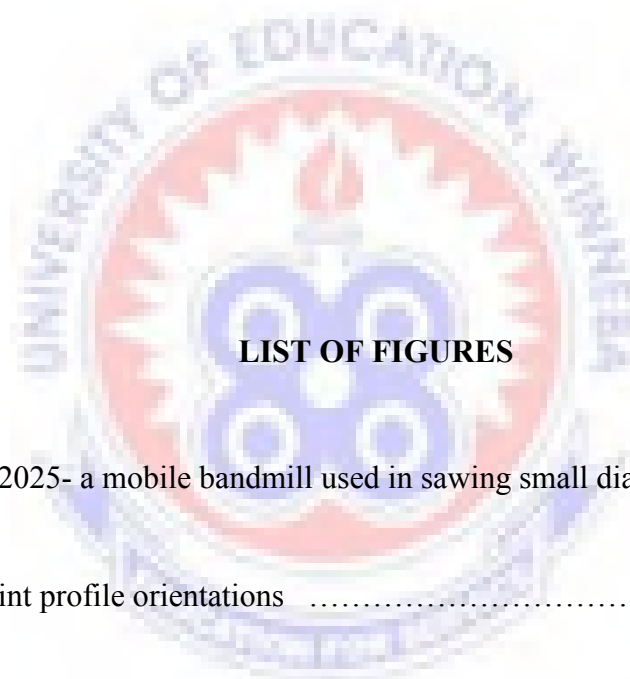 UNIVERSITY OF EDUCATION, WINNEBA
LIST OF FIGURES
2025- a mobile bandmill used in sawing small dia
int profile orientations ……………………………